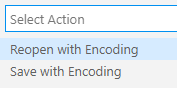 Select Action
Reopen with Encoding
Save with Encoding